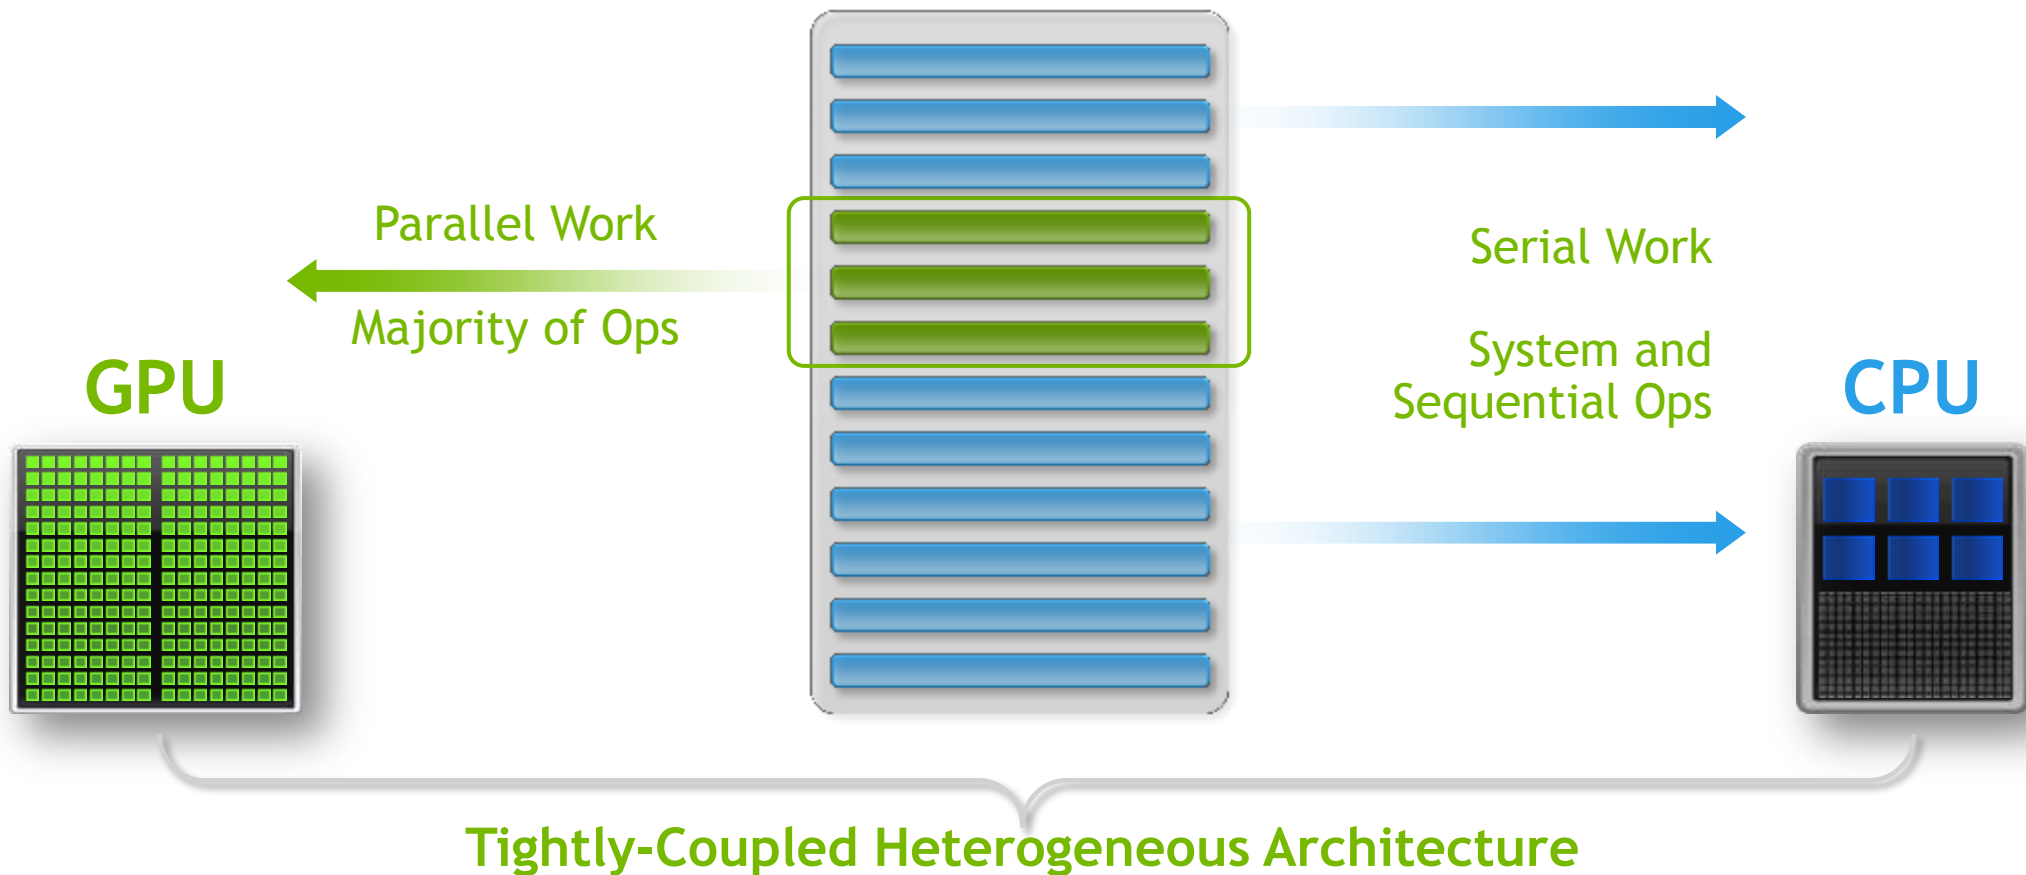 Parallel Work
Majority of Ops
GPU
Serial Work
System and
Sequential Ops
CPU
Tightly-Coupled Heterogeneous Architecture